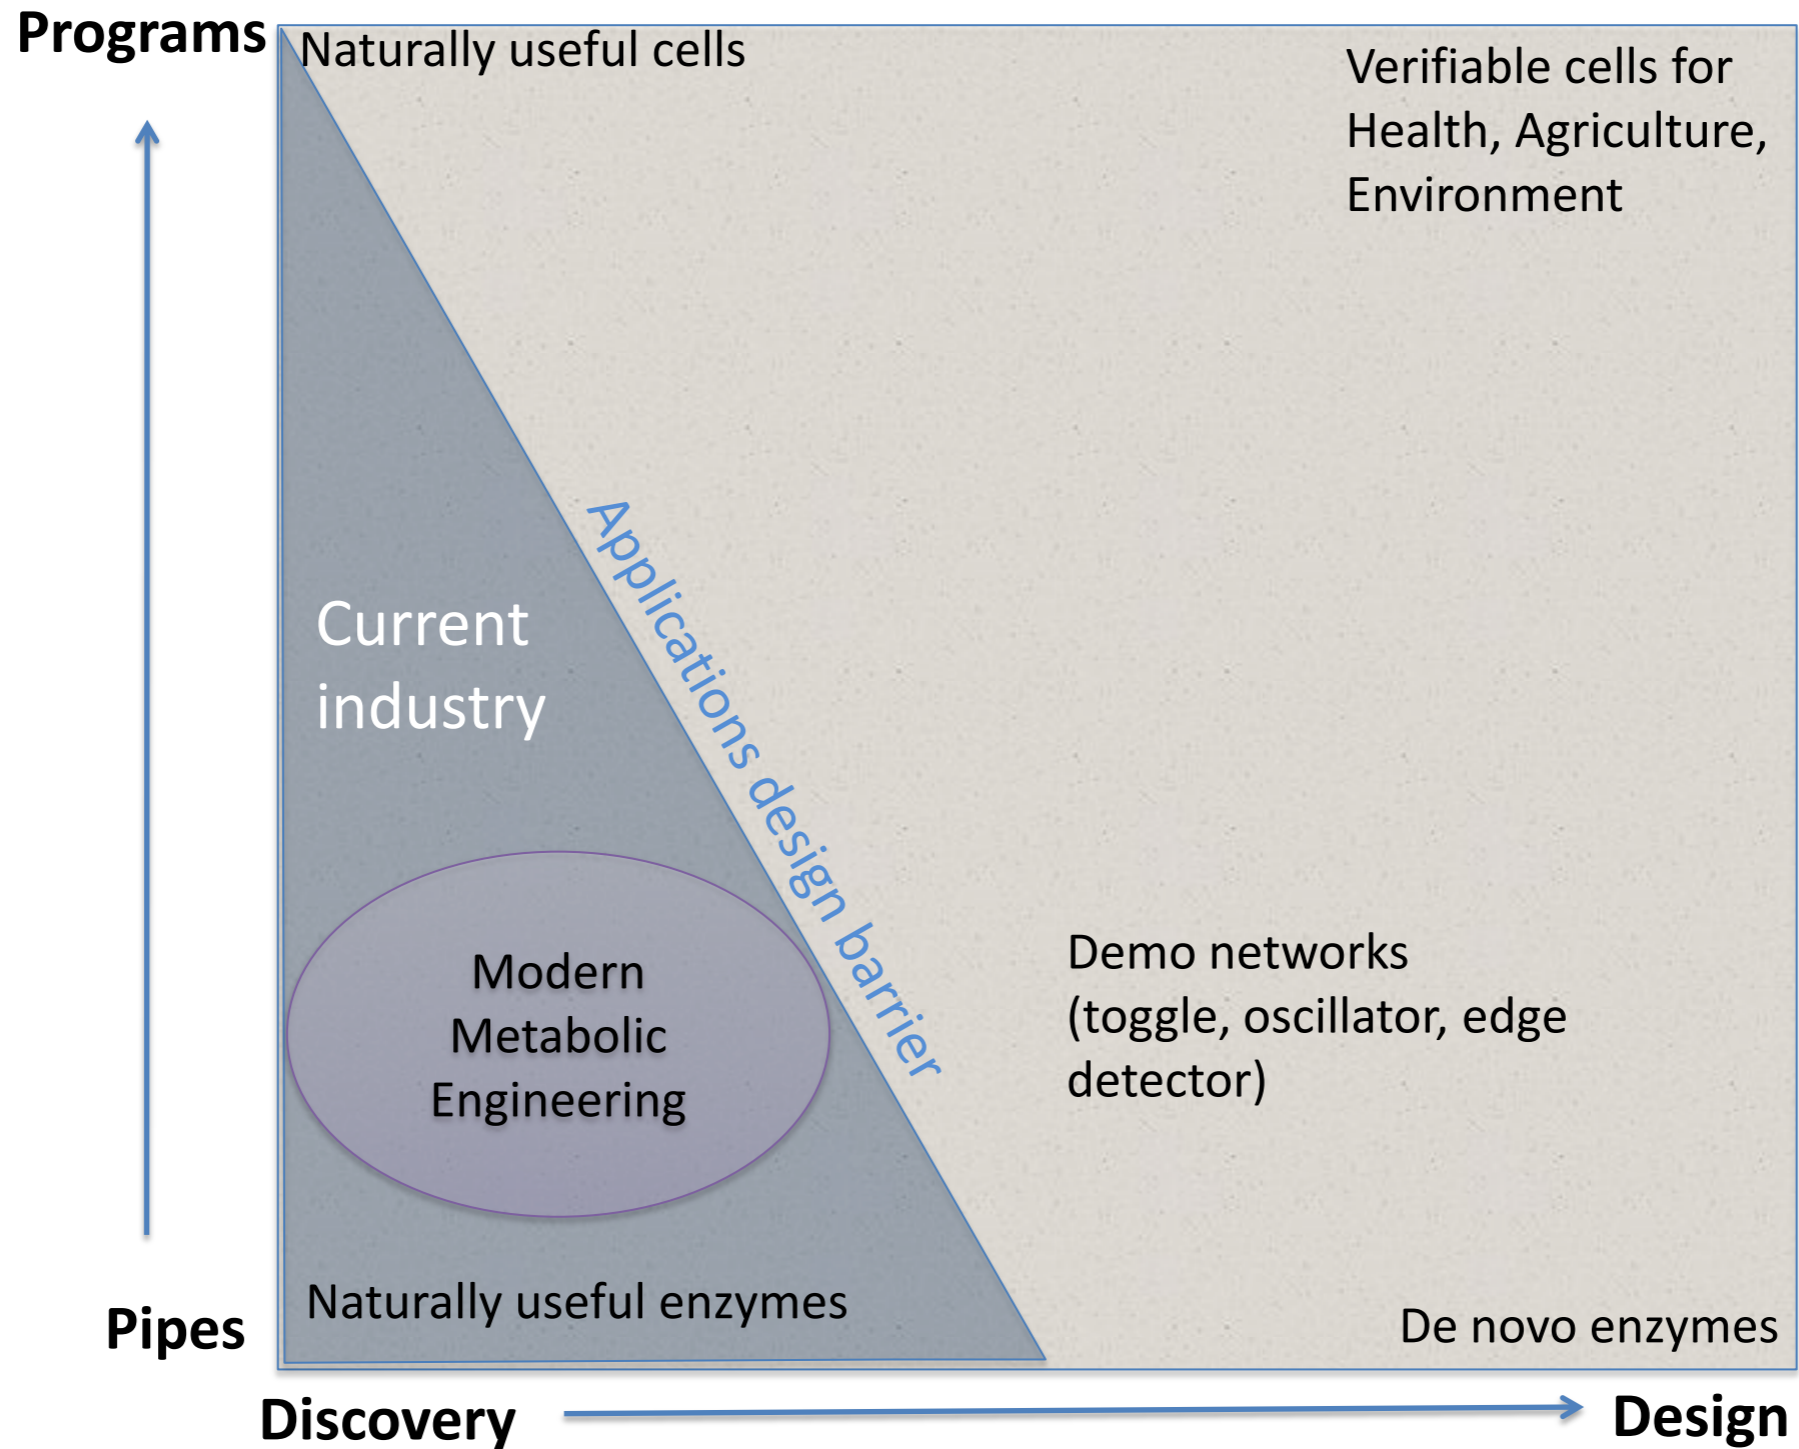 Programs
Naturally useful cells
Verifiable cells for
Health, Agriculture,
Environment
Applications design barrier
Current
industry
Modern
Metabolic
Engineering
Demo networks
(toggle, oscillator, edge
detector)
Naturally useful enzymes
De novo enzymes
Pipes
Discovery
Design